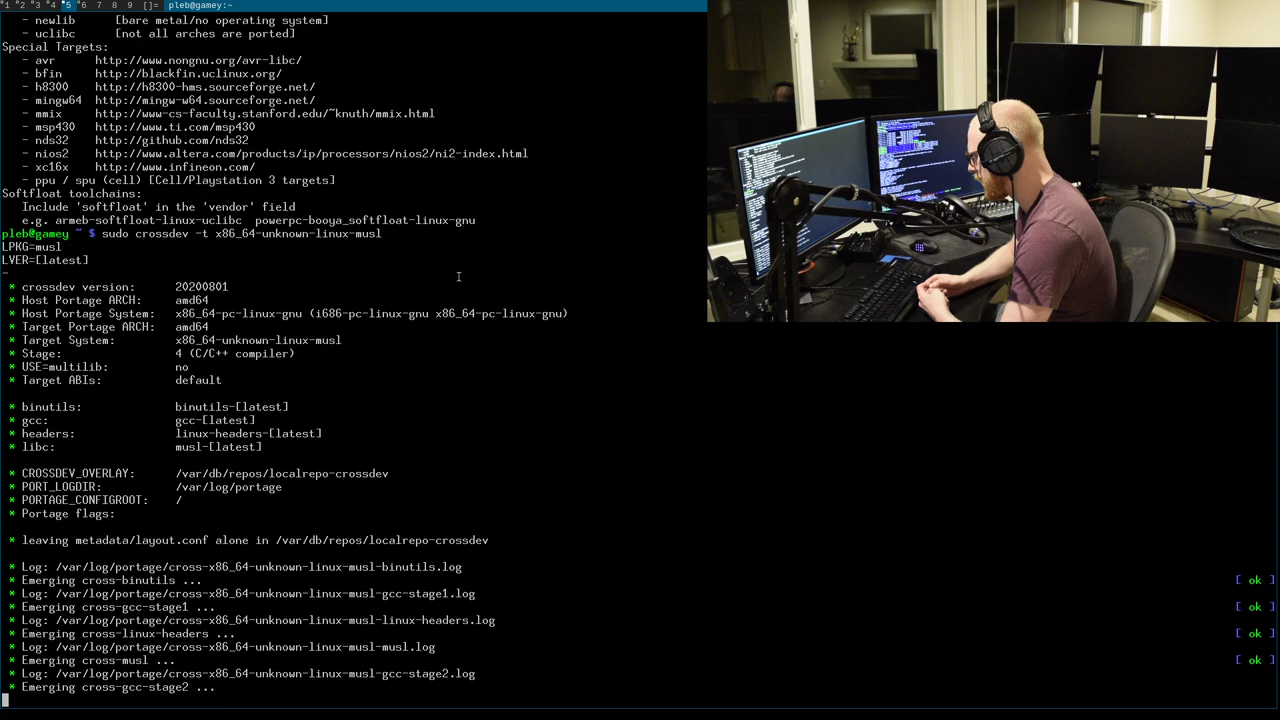 1 2 3 4 5 6 7 8 9 []= pleb@gamey:~
- newlib [bare metal/no operating system]
- uclibc [not all arches are ported]
Special Targets:
- avr http://www.nongnu.org/avr-libc/
- bfin http://blackfin.uclinux.org/
- h8300 http://h8300-hms.sourceforge.net/
- mingw64 http://mingw-w64.sourceforge.net/
- mmix http://www-cs-faculty.stanford.edu/~knuth/mmix.html
- msp430 http://www.ti.com/msp430
- nds32 http://github.com/nds32
- nios2 http://www.altera.com/products/ip/processors/nios2/ni2-index.html
- xc16x http://www.infineon.com/
- ppu / spu (cell) [Cell/Playstation 3 targets]
Softfloat toolchains:
Include 'softfloat' in the 'vendor' field
e.g. armeb-softfloat-linux-uclibc powerpc-booya_softfloat-linux-gnu
pleb@gamey ~ $ sudo crossdev -t x86_64-unknown-linux-musl
LPKG=musl
LVER=[latest]
-
* crossdev version: 20200801
* Host Portage ARCH: amd64
* Host Portage System: x86_64-pc-linux-gnu (i686-pc-linux-gnu x86_64-pc-linux-gnu)
* Target Portage ARCH: amd64
* Target System: x86_64-unknown-linux-musl
* Stage: 4 (C/C++ compiler)
* USE=multilib: no
* Target ABIs: default
* binutils: binutils-[latest]
* gcc: gcc-[latest]
* headers: linux-headers-[latest]
* libc: musl-[latest]
* CROSSDEV_OVERLAY: /var/db/repos/localrepo-crossdev
* PORT_LOGDIR: /var/log/portage
* PORTAGE_CONFIGROOT: /
* Portage flags:
* leaving metadata/layout.conf alone in /var/db/repos/localrepo-crossdev
* Log: /var/log/portage/cross-x86_64-unknown-linux-musl-binutils.log
* Emerging cross-binutils ... [ ok ]
* Log: /var/log/portage/cross-x86_64-unknown-linux-musl-gcc-stage1.log
* Emerging cross-gcc-stage1 ... [ ok ]
* Log: /var/log/portage/cross-x86_64-unknown-linux-musl-linux-headers.log
* Emerging cross-linux-headers ... [ ok ]
* Log: /var/log/portage/cross-x86_64-unknown-linux-musl-musl.log
* Emerging cross-musl ... [ ok ]
* Log: /var/log/portage/cross-x86_64-unknown-linux-musl-gcc-stage2.log
* Emerging cross-gcc-stage2 ...